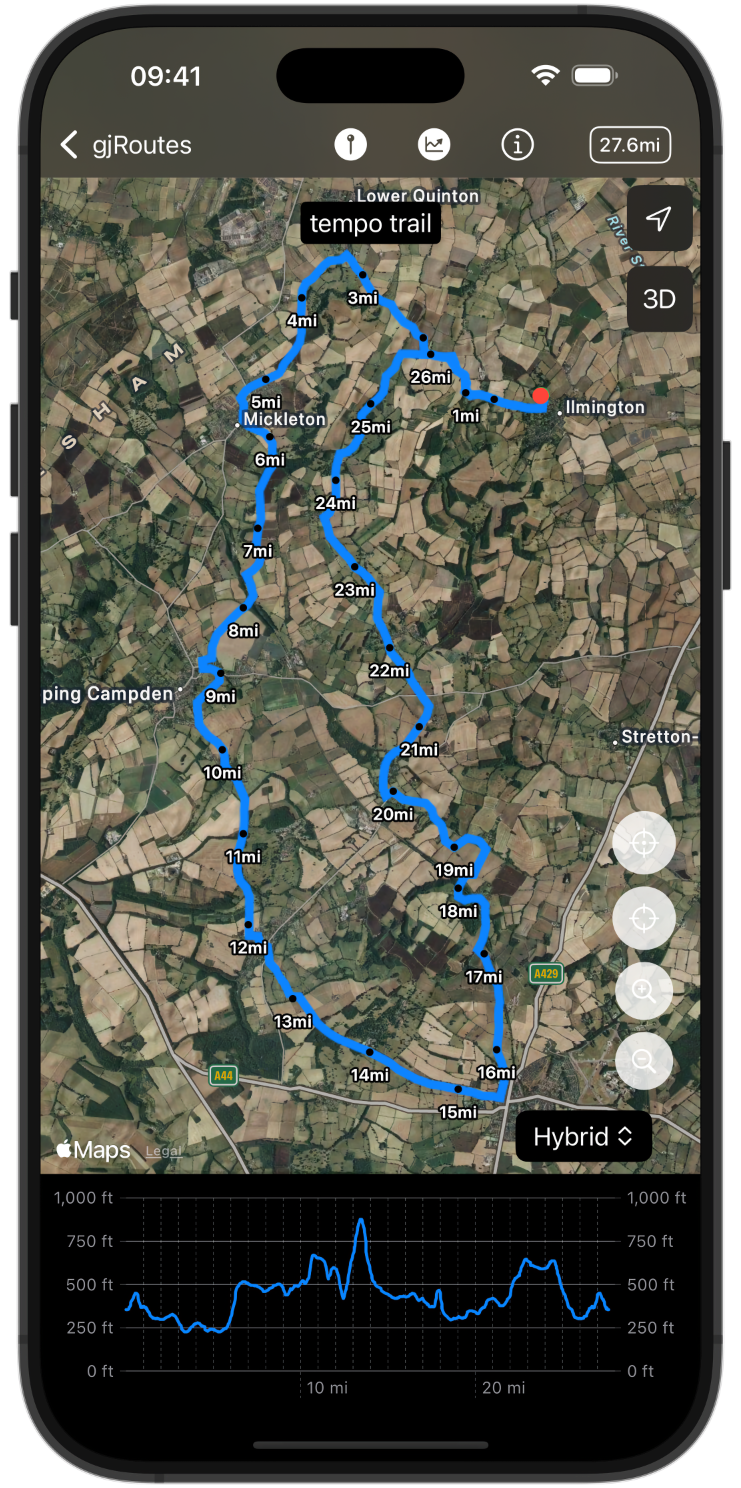 09:41
gjRoutes
27.6mi
Lower Quinton
tempo trail
River S
3D
3mi
4mi
26mi
5mi
1mi
Ilmington
Mickleton
25mi
S H A M
6mi
24mi
7mi
23mi
8mi
22mi
ping Campden
9mi
Stretton-
21mi
10mi
20mi
11mi
19mi
18mi
12mi
17mi
A429
13mi
16mi
14mi
A44
15mi
Hybrid
Maps
Legal
1,000 ft 1,000 ft
750 ft 750 ft
500 ft 500 ft
250 ft 250 ft
0 ft 0 ft
10 mi 20 mi